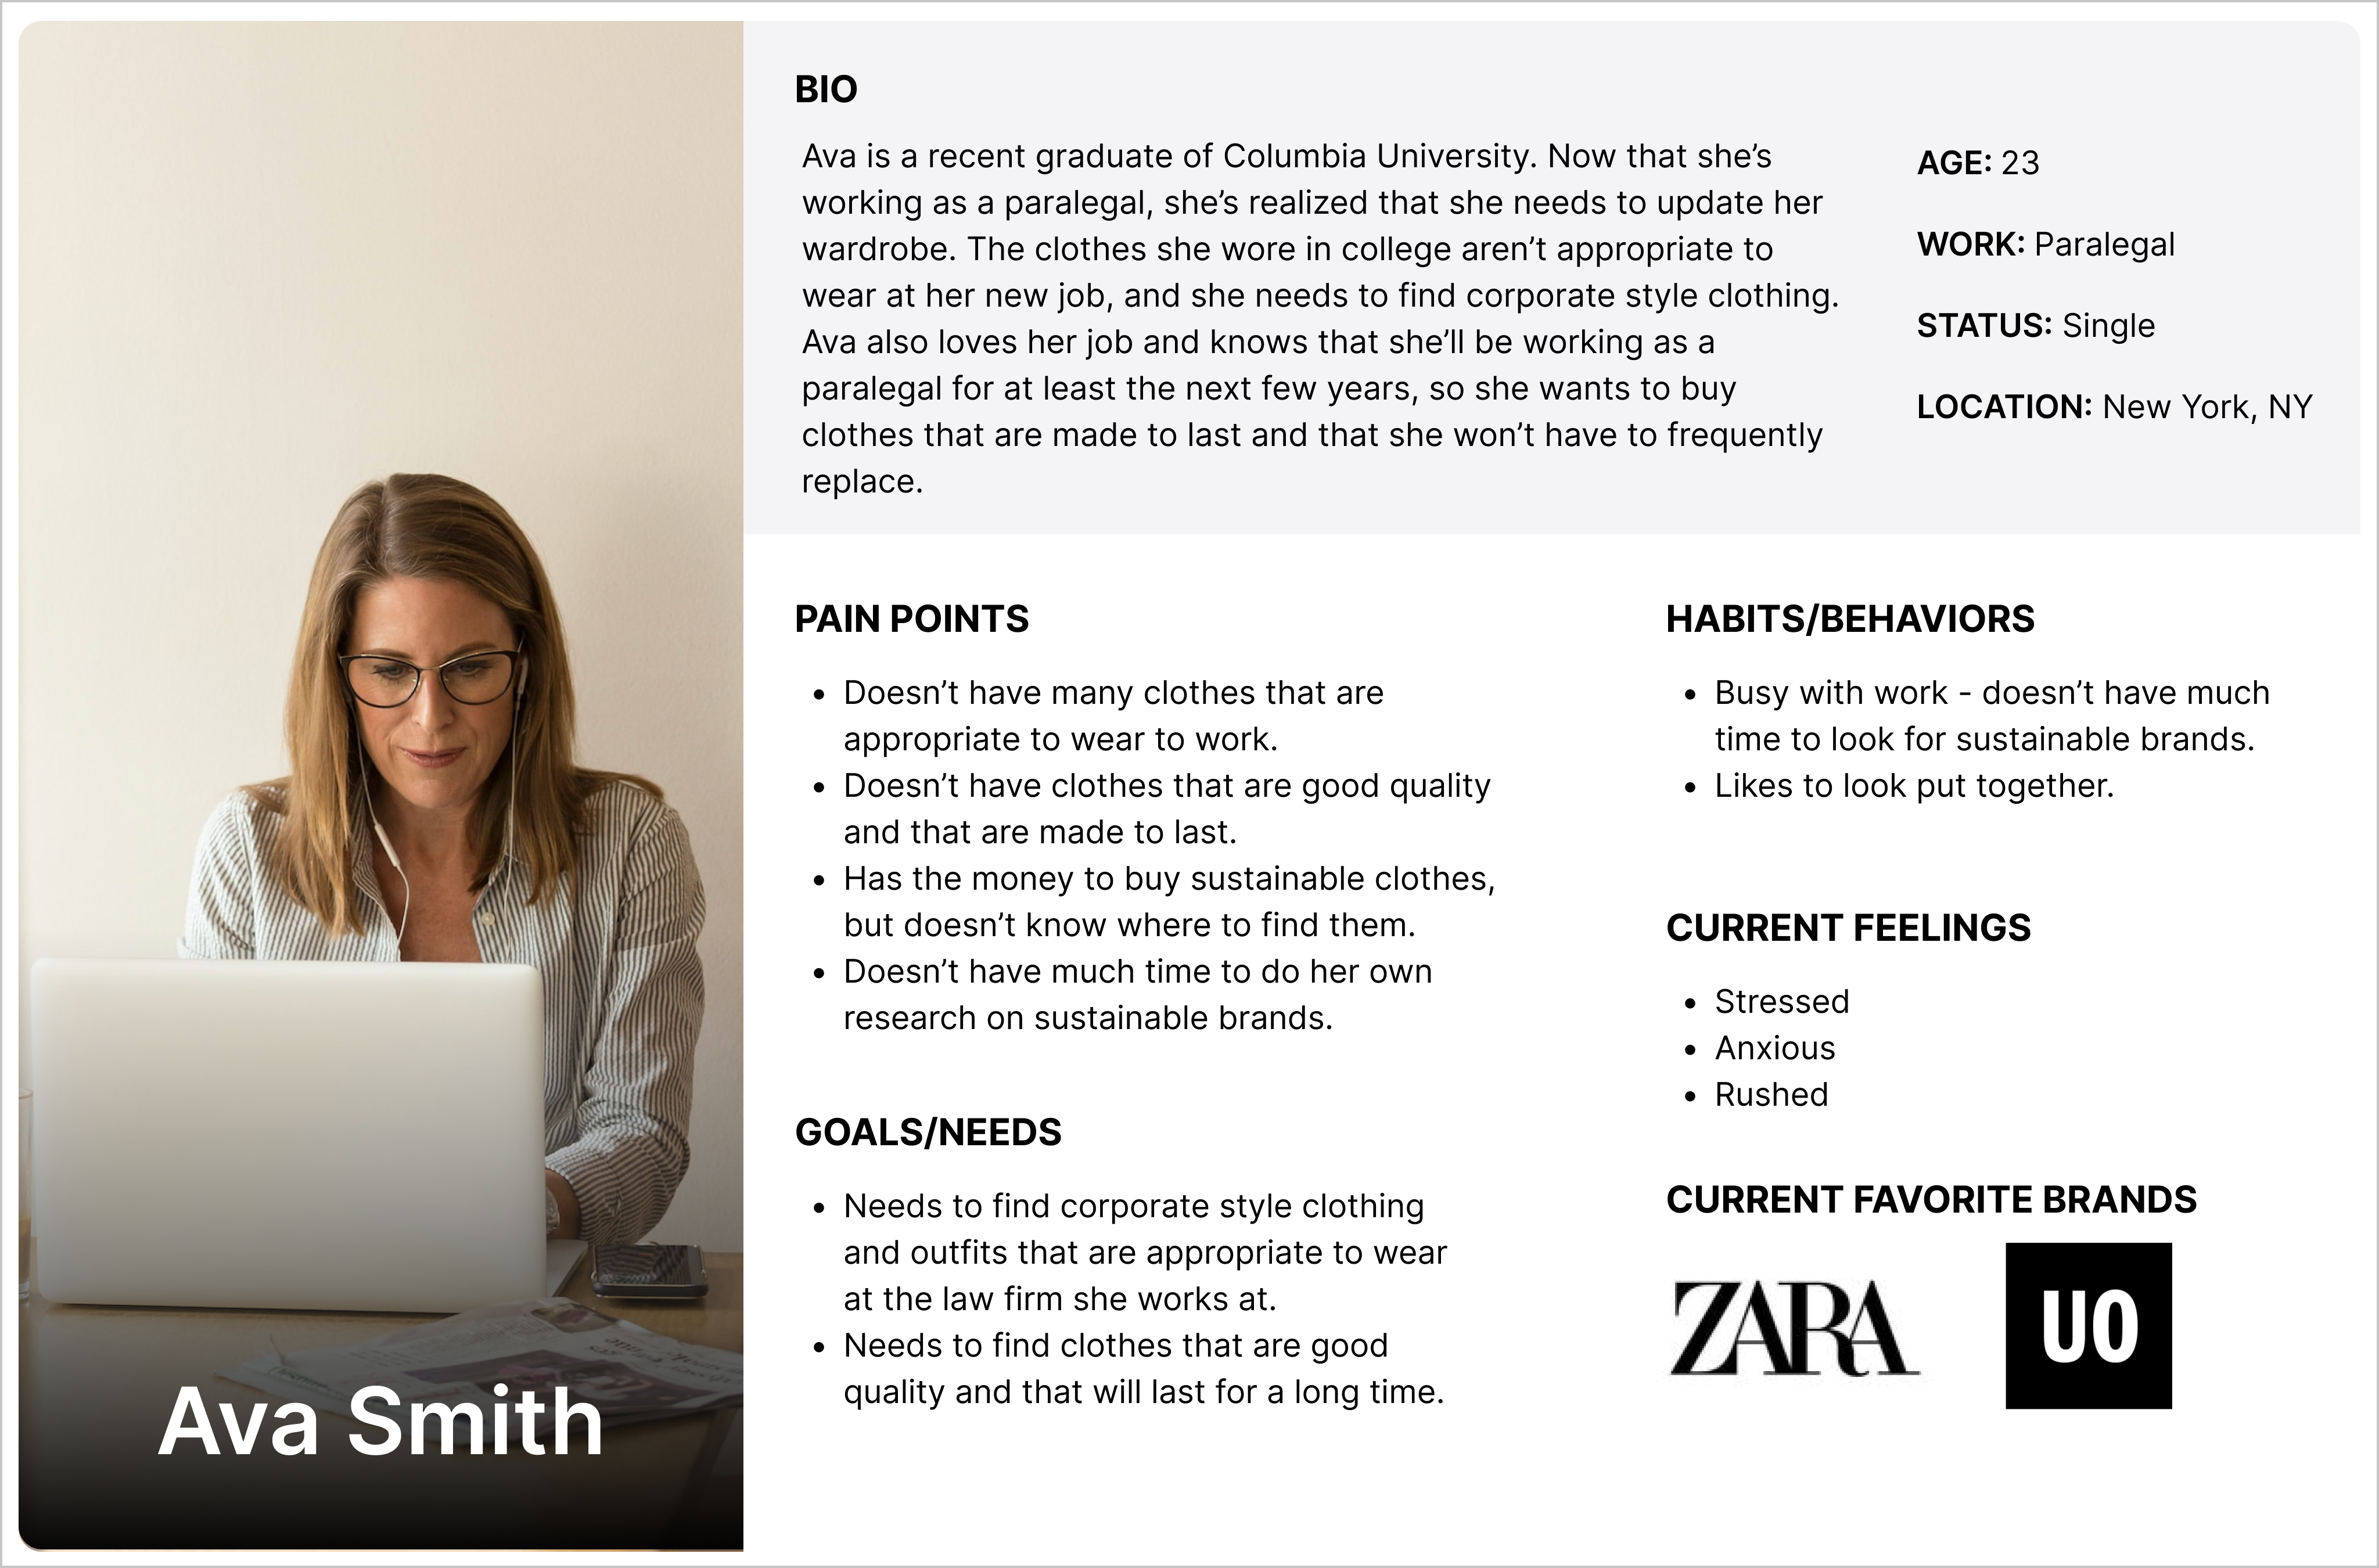 BIO
Ava is a recent graduate of Columbia University. Now that she’s
working as a paralegal, she’s realized that she needs to update her
wardrobe. The clothes she wore in college aren’t appropriate to
wear at her new job, and she needs to find corporate style clothing.
Ava also loves her job and knows that she’ll be working as a
paralegal for at least the next few years, so she wants to buy
clothes that are made to last and that she won’t have to frequently
replace.
AGE: 23
WORK: Paralegal
STATUS: Single
LOCATION: New York, NY
PAIN POINTS
• Doesn’t have many clothes that are
appropriate to wear to work.
• Doesn’t have clothes that are good quality
and that are made to last.
• Has the money to buy sustainable clothes,
but doesn’t know where to find them.
• Doesn’t have much time to do her own
research on sustainable brands.
GOALS/NEEDS
• Needs to find corporate style clothing
and outfits that are appropriate to wear
at the law firm she works at.
• Needs to find clothes that are good
quality and that will last for a long time.
HABITS/BEHAVIORS
• Busy with work - doesn’t have much
time to look for sustainable brands.
• Likes to look put together.
CURRENT FEELINGS
• Stressed
• Anxious
• Rushed
CURRENT FAVORITE BRANDS
ZARA
UO
Ava Smith